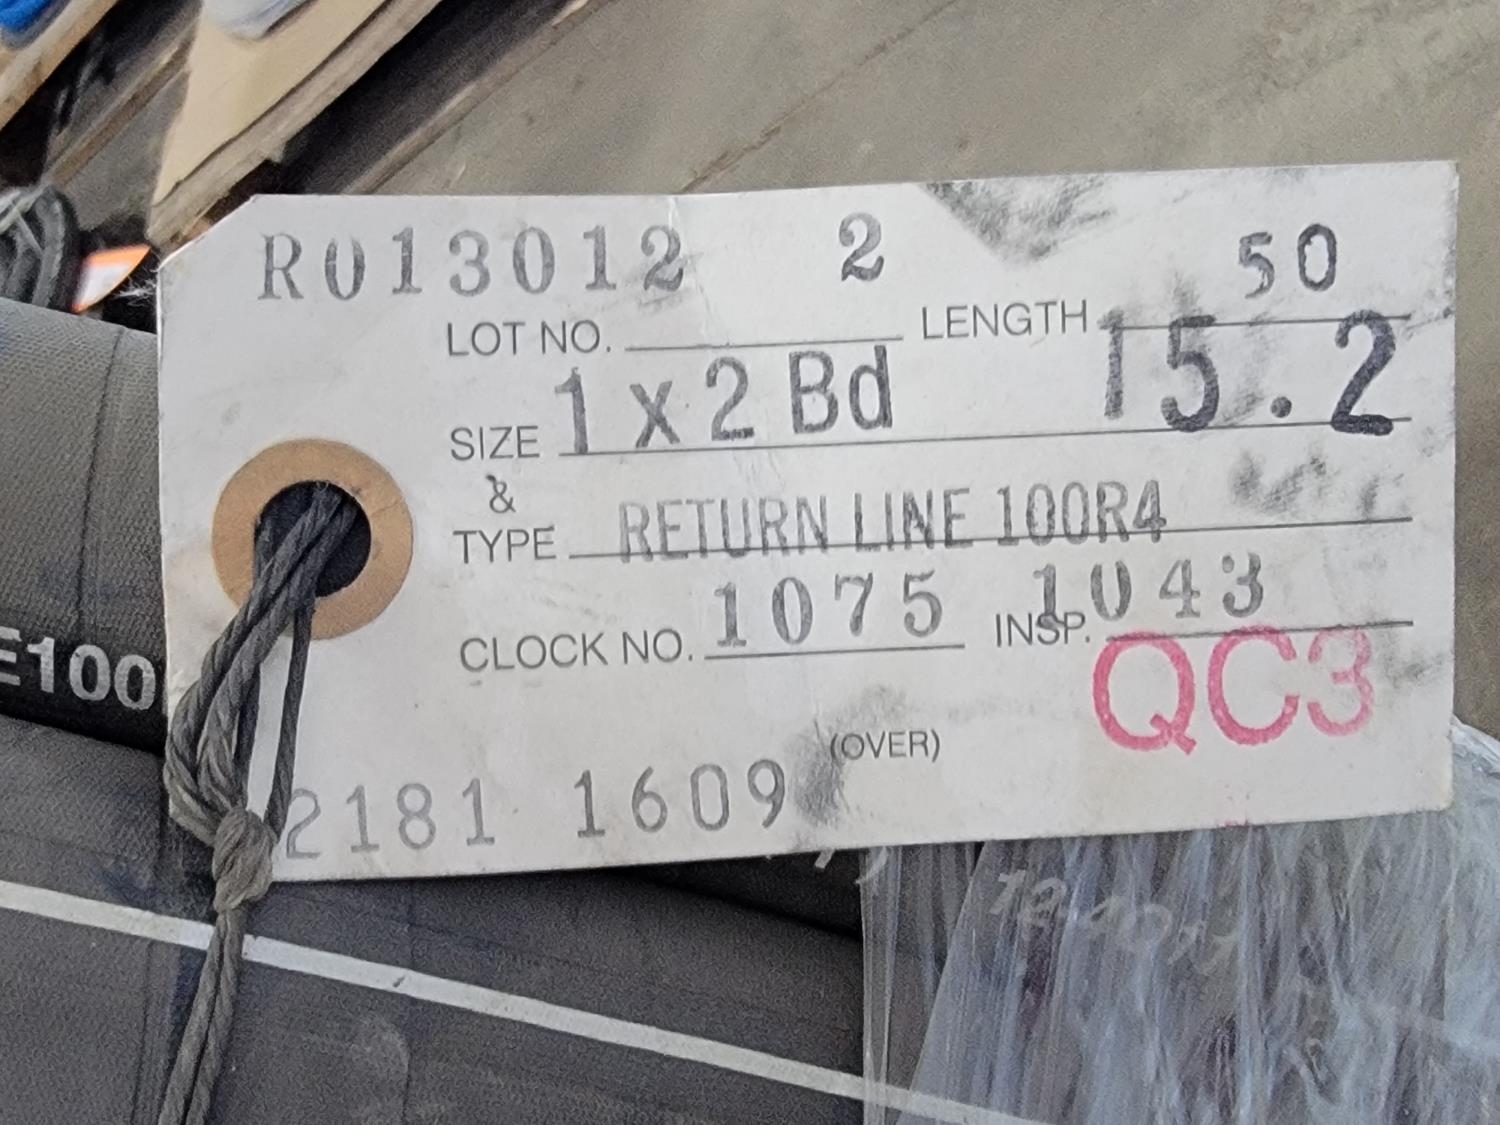 R013012 2 50
LOT NO. LENGTH
15.2
SIZE 1 x 2 Bd
&
TYPE RETURN LINE 100R4
CLOCK NO. 1075 INSP. 1043
QC3
(OVER)
2181 1609
E100